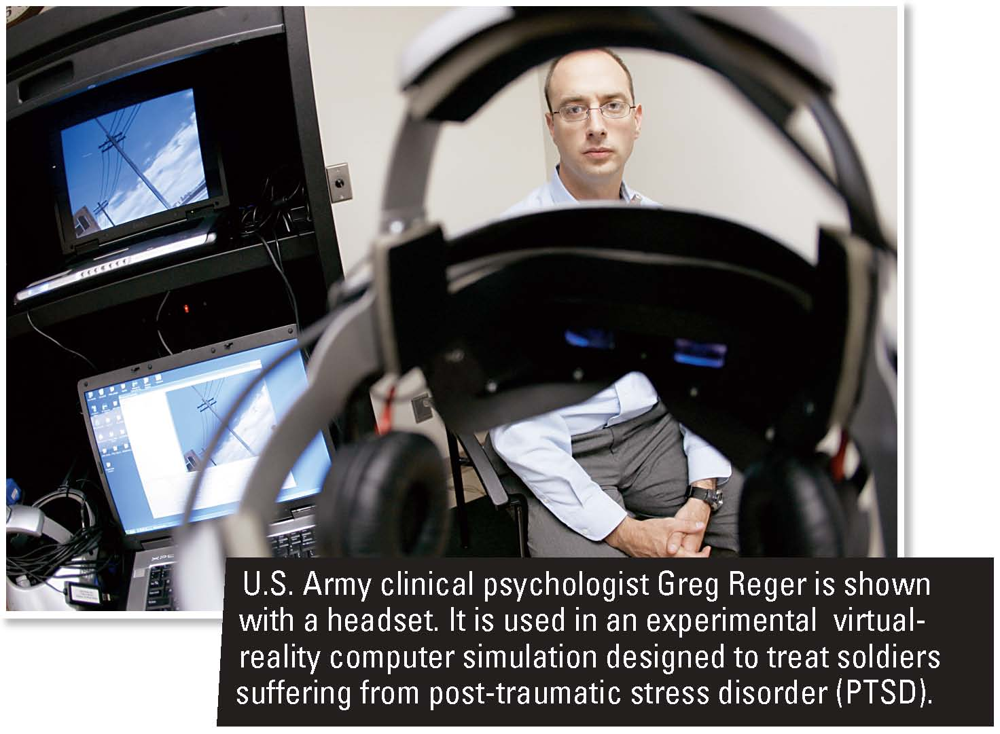 U.S. Army clinical psychologist Greg Reger is shown
with a headset. It is used in an experimental virtual-
reality computer simulation designed to treat soldiers
suffering from post-traumatic stress disorder (PTSD).